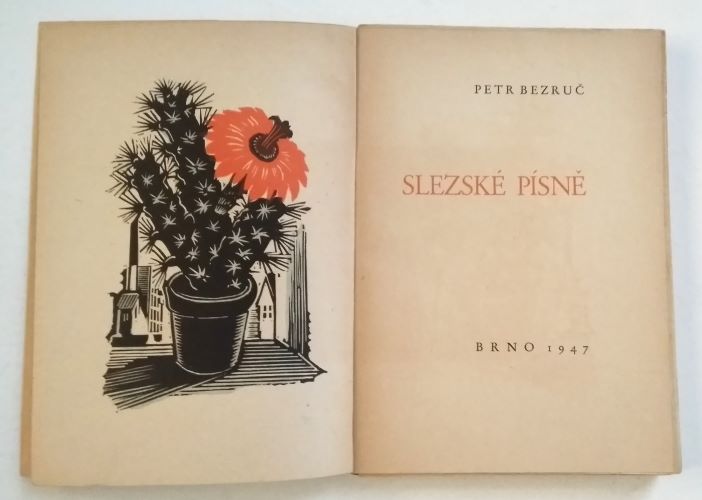 PETR BEZRUČ
SLEZSKÉ PÍSNĚ
BRNO 1947